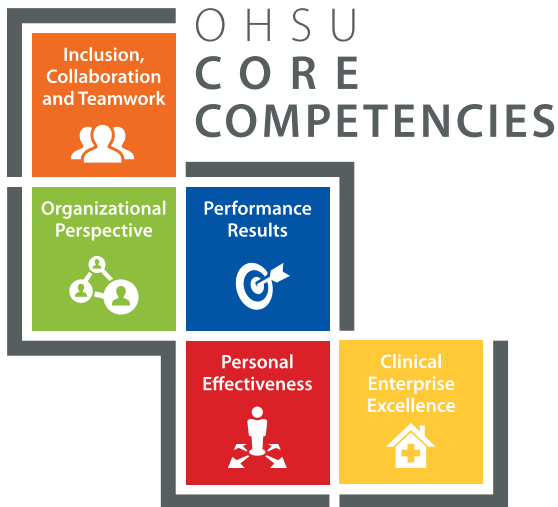 OHSU
CORE
COMPETENCIES
Inclusion,
Collaboration
and Teamwork
Organizational
Perspective
Performance
Results
Personal
Effectiveness
Clinical
Enterprise
Excellence